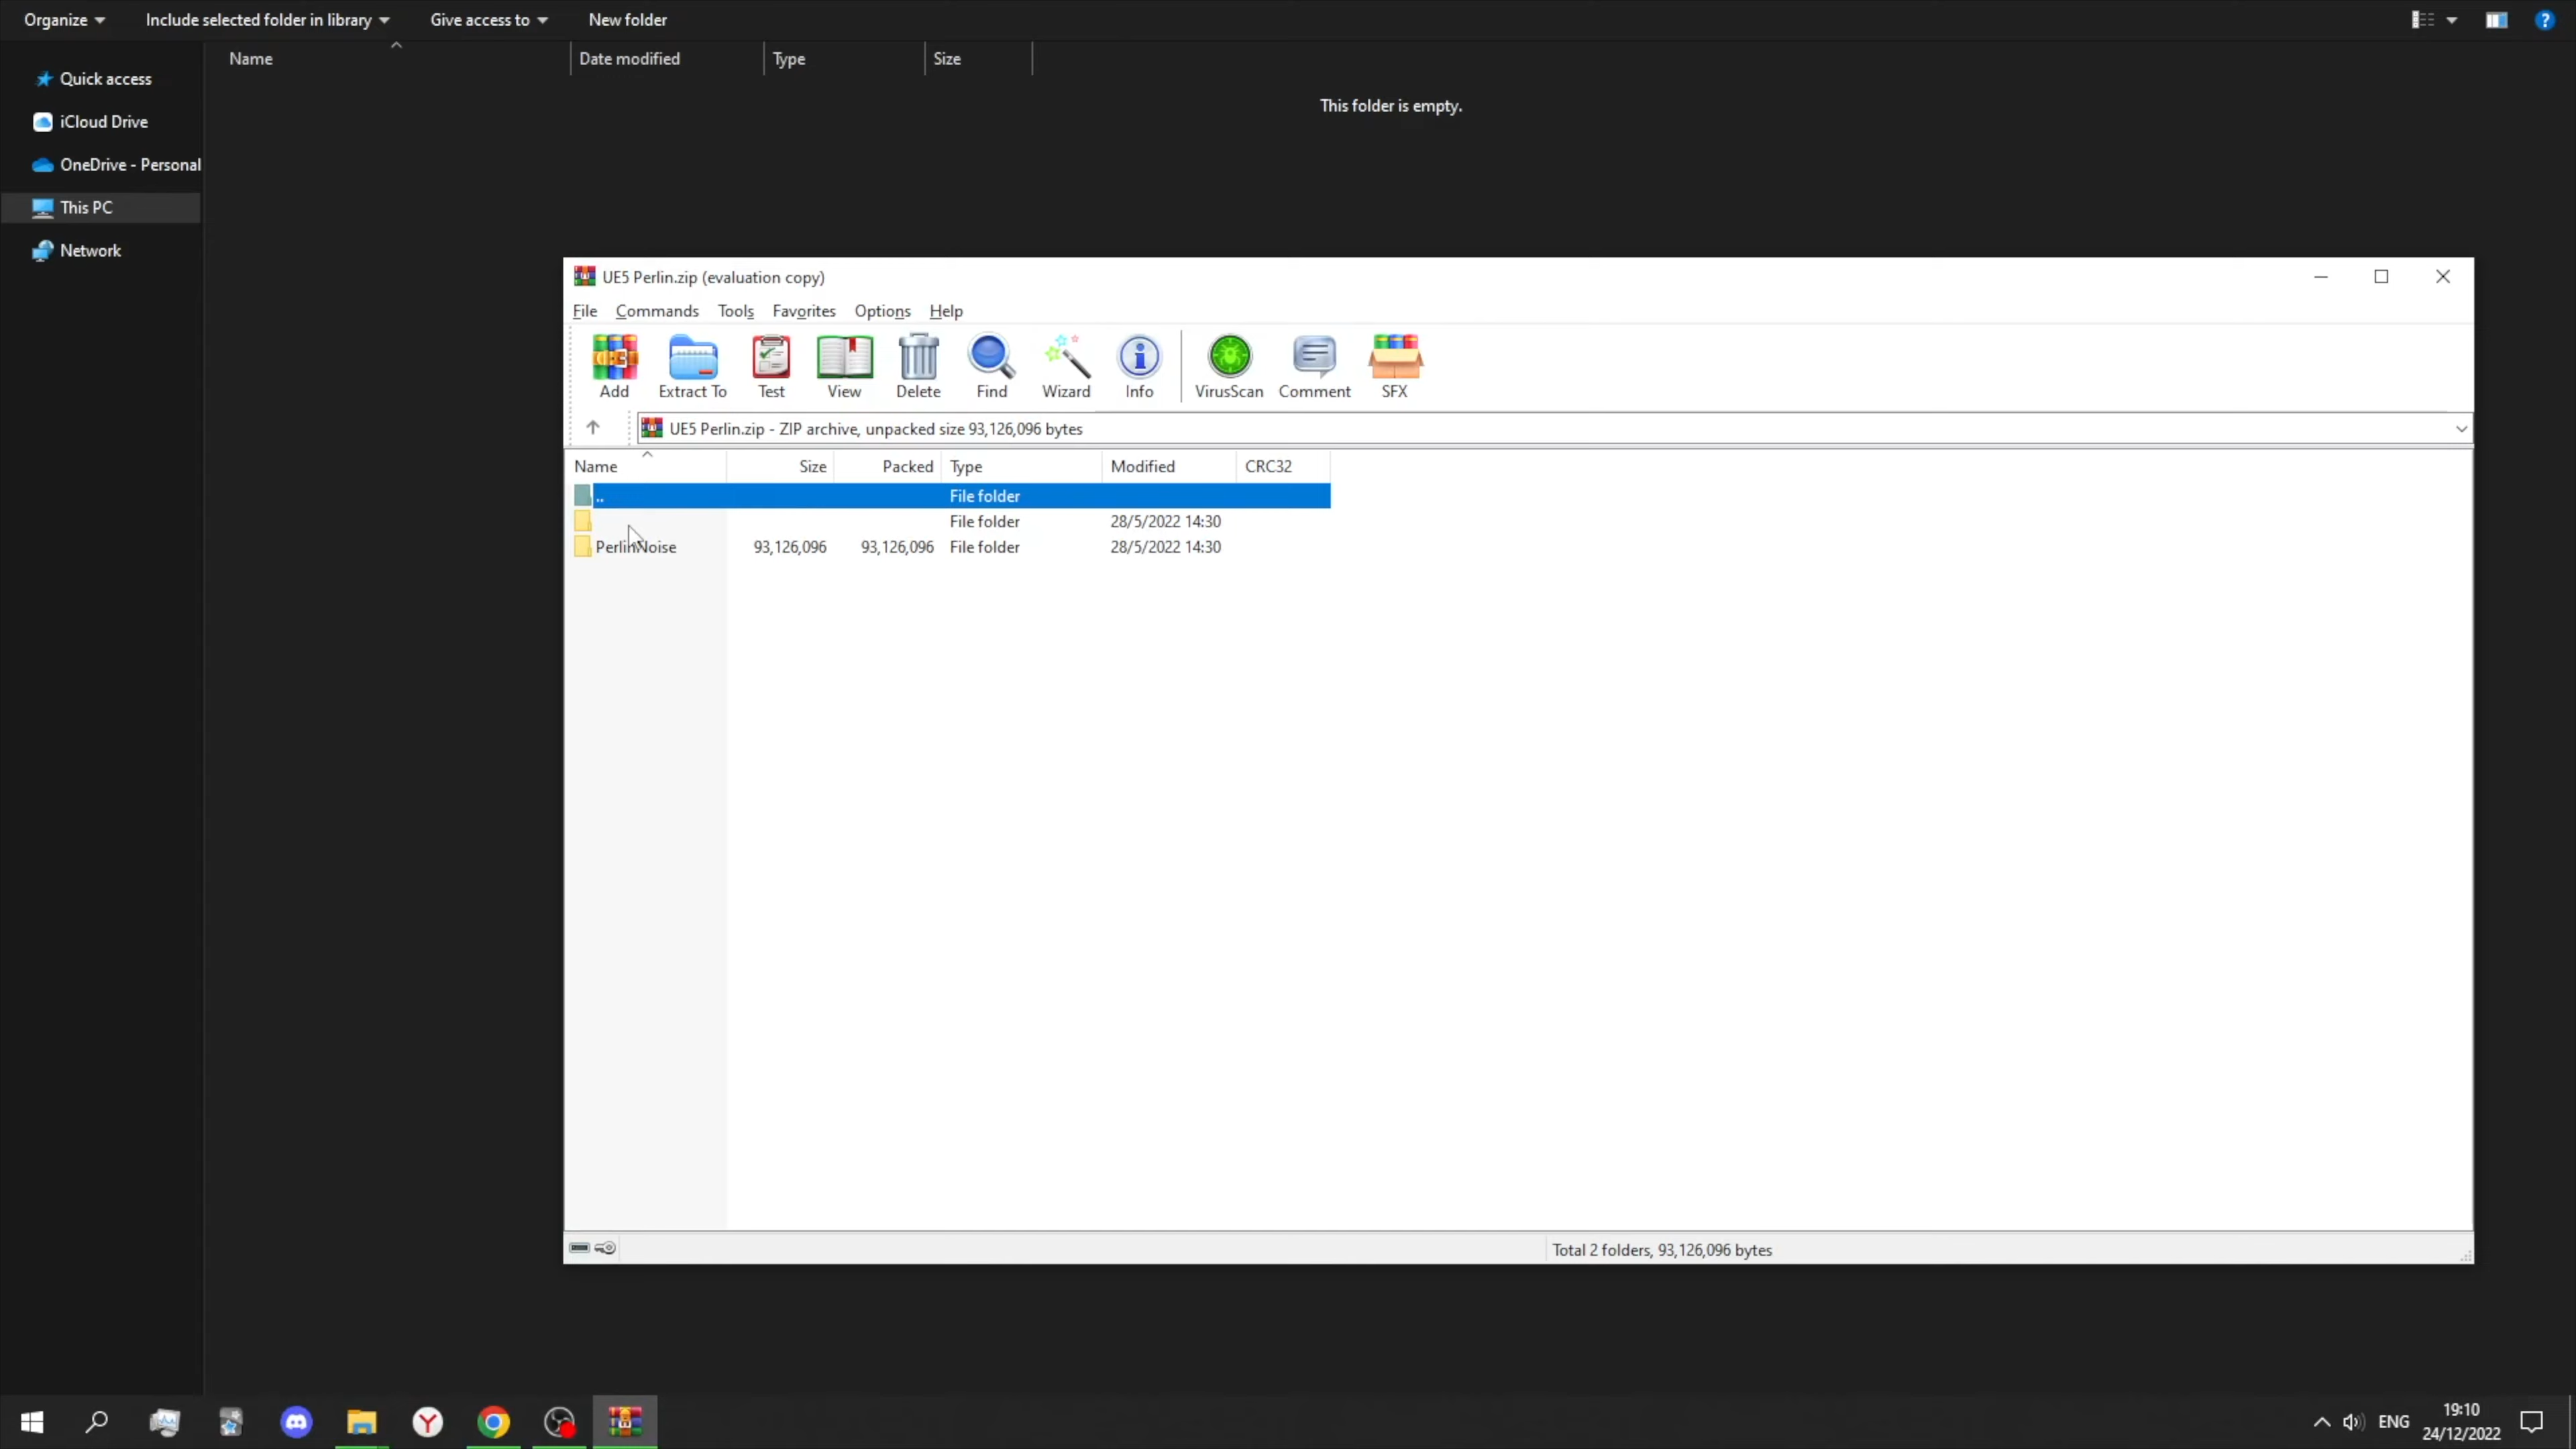 Organize Include selected folder in library Give access to New folder
Name Date modified Type Size
Quick access
This folder is empty.
iCloud Drive
OneDrive - Personal
This PC
Network
UE5 Perlin.zip (evaluation copy)
File Commands Tools Favorites Options Help
Add Extract To Test View Delete Find Wizard Info VirusScan Comment SFX
UE5 Perlin.zip - ZIP archive, unpacked size 93,126,096 bytes
Name Size Packed Type Modified CRC32
.. File folder
File folder 28/5/2022 14:30
PerlinNoise 93,126,096 93,126,096 File folder 28/5/2022 14:30
Total 2 folders, 93,126,096 bytes
ENG
19:10
24/12/2022